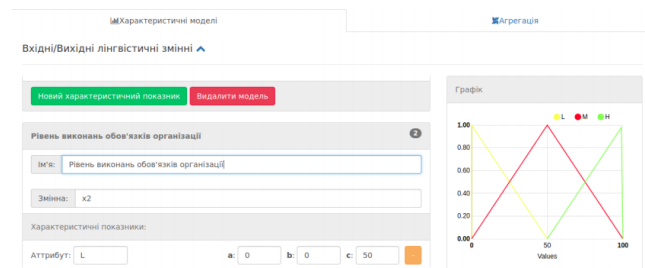 Характеристичні моделі
Агрегація
Вхідні/Вихідні лінгвістичні змінні
Новий характеристичний показник
Видалити модель
Рівень виконань обов'язків організації
2
Ім'я:
Рівень виконань обов'язків організації
Змінна:
x2
Характеристичні показники:
Аттрибут:
L
a:
0
b:
0
c:
50
-
Графік
L
M
H
1.00
0.80
0.60
0.40
0.20
0.00
0
50
100
Values